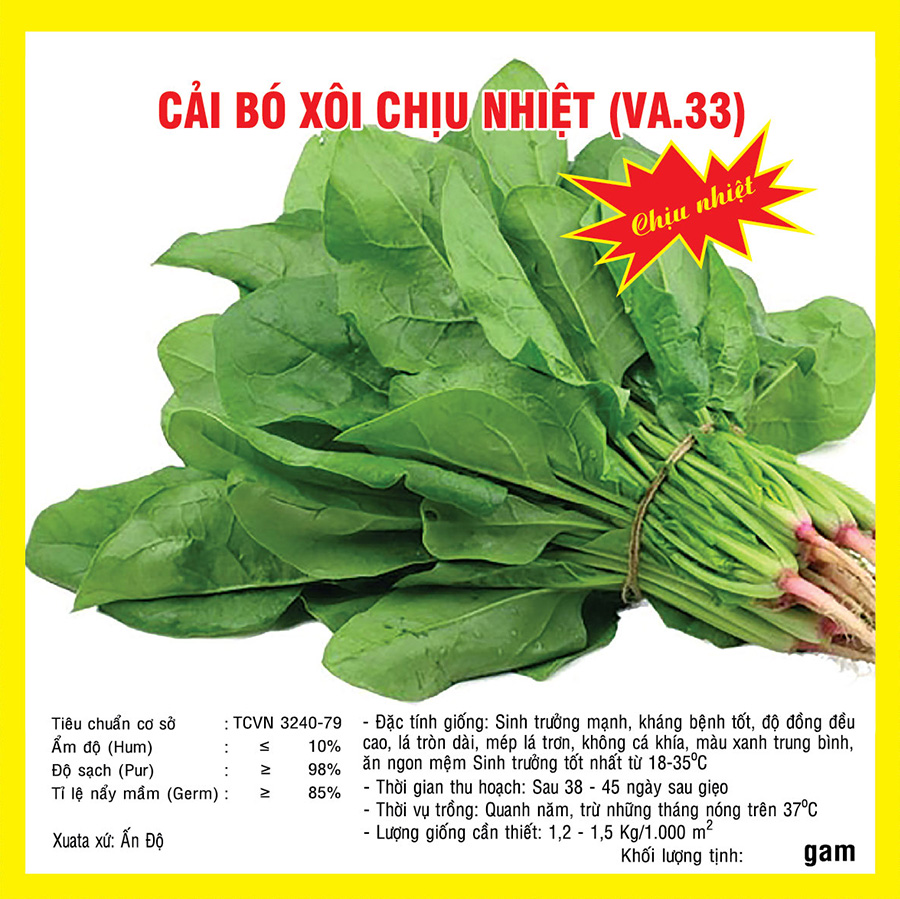 CẢI BÓ XÔI CHỊU NHIỆT (VA.33)
Chịu nhiệt
Tiêu chuẩn cơ sở : TCVN 3240-79
Ẩm độ (Hum) : ≤ 10%
Độ sạch (Pur) : ≥ 98%
Tỉ lệ nẩy mầm (Germ) : ≥ 85%
Xuata xứ: Ấn Độ
- Đặc tính giống: Sinh trưởng mạnh, kháng bệnh tốt, độ đồng đều
cao, lá tròn dài, mép lá trơn, không cá khía, màu xanh trung bình,
ăn ngon mệm Sinh trưởng tốt nhất từ 18-35⁰C
- Thời gian thu hoạch: Sau 38 - 45 ngày sau giẹo
- Thời vụ trồng: Quanh năm, trừ những tháng nóng trên 37⁰C
- Lượng giống cần thiết: 1,2 - 1,5 Kg/1.000 m²
Khối lượng tịnh: gam